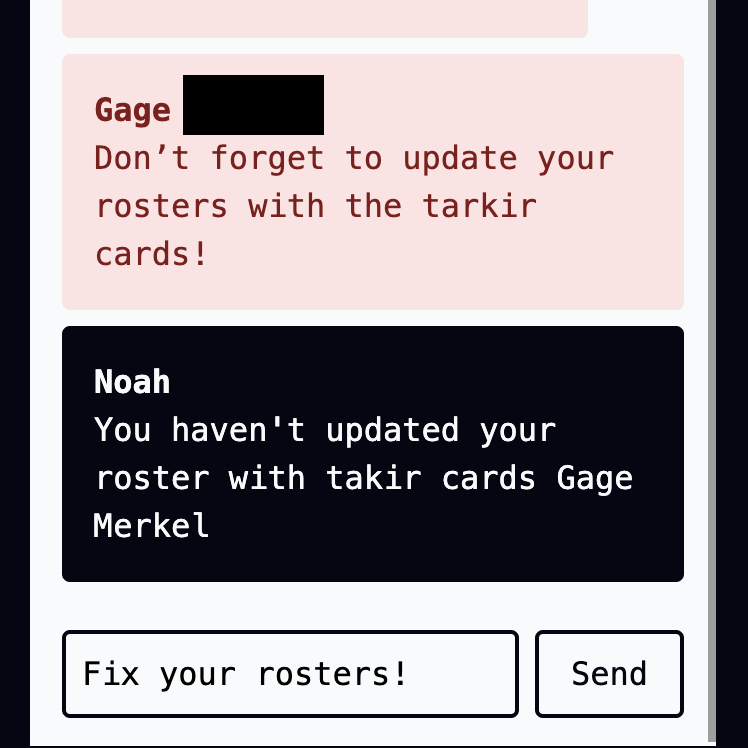 Gage
Don’t forget to update your
rosters with the tarkir
cards!
Noah
You haven't updated your
roster with takir cards Gage
Merkel
Fix your rosters!
Send